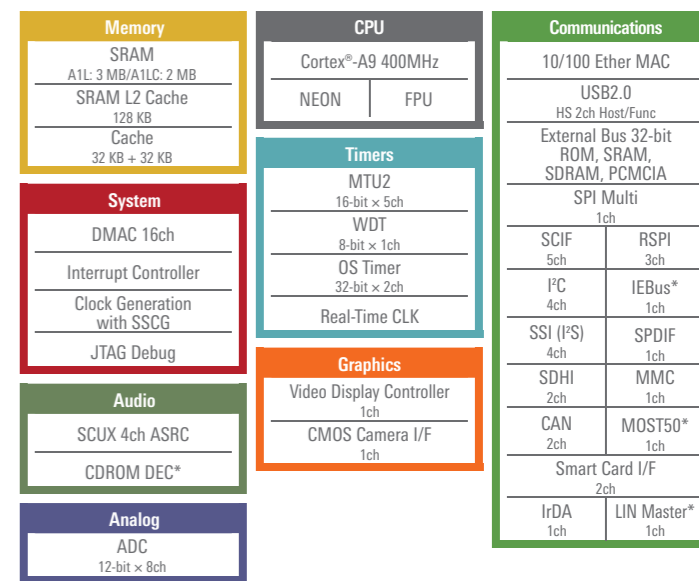 Memory
SRAM
A1L: 3 MB/A1LC: 2 MB
SRAM L2 Cache
128 KB
Cache
32 KB + 32 KB
System
DMAC 16ch
Interrupt Controller
Clock Generation
with SSCG
JTAG Debug
Audio
SCUX 4ch ASRC
CDROM DEC*
Analog
ADC
12-bit × 8ch
CPU
Cortex®-A9 400MHz
NEON FPU
Timers
MTU2
16-bit × 5ch
WDT
8-bit × 1ch
OS Timer
32-bit × 2ch
Real-Time CLK
Graphics
Video Display Controller
1ch
CMOS Camera I/F
1ch
Communications
10/100 Ether MAC
USB2.0
HS 2ch Host/Func
External Bus 32-bit
ROM, SRAM,
SDRAM, PCMCIA
SPI Multi
1ch
SCIF RSPI
5ch 3ch
I²C IEBus*
4ch 1ch
SSI (I²S) SPDIF
4ch 1ch
SDHI MMC
2ch 1ch
CAN MOST50*
2ch 1ch
Smart Card I/F
2ch
IrDA LIN Master*
1ch 1ch